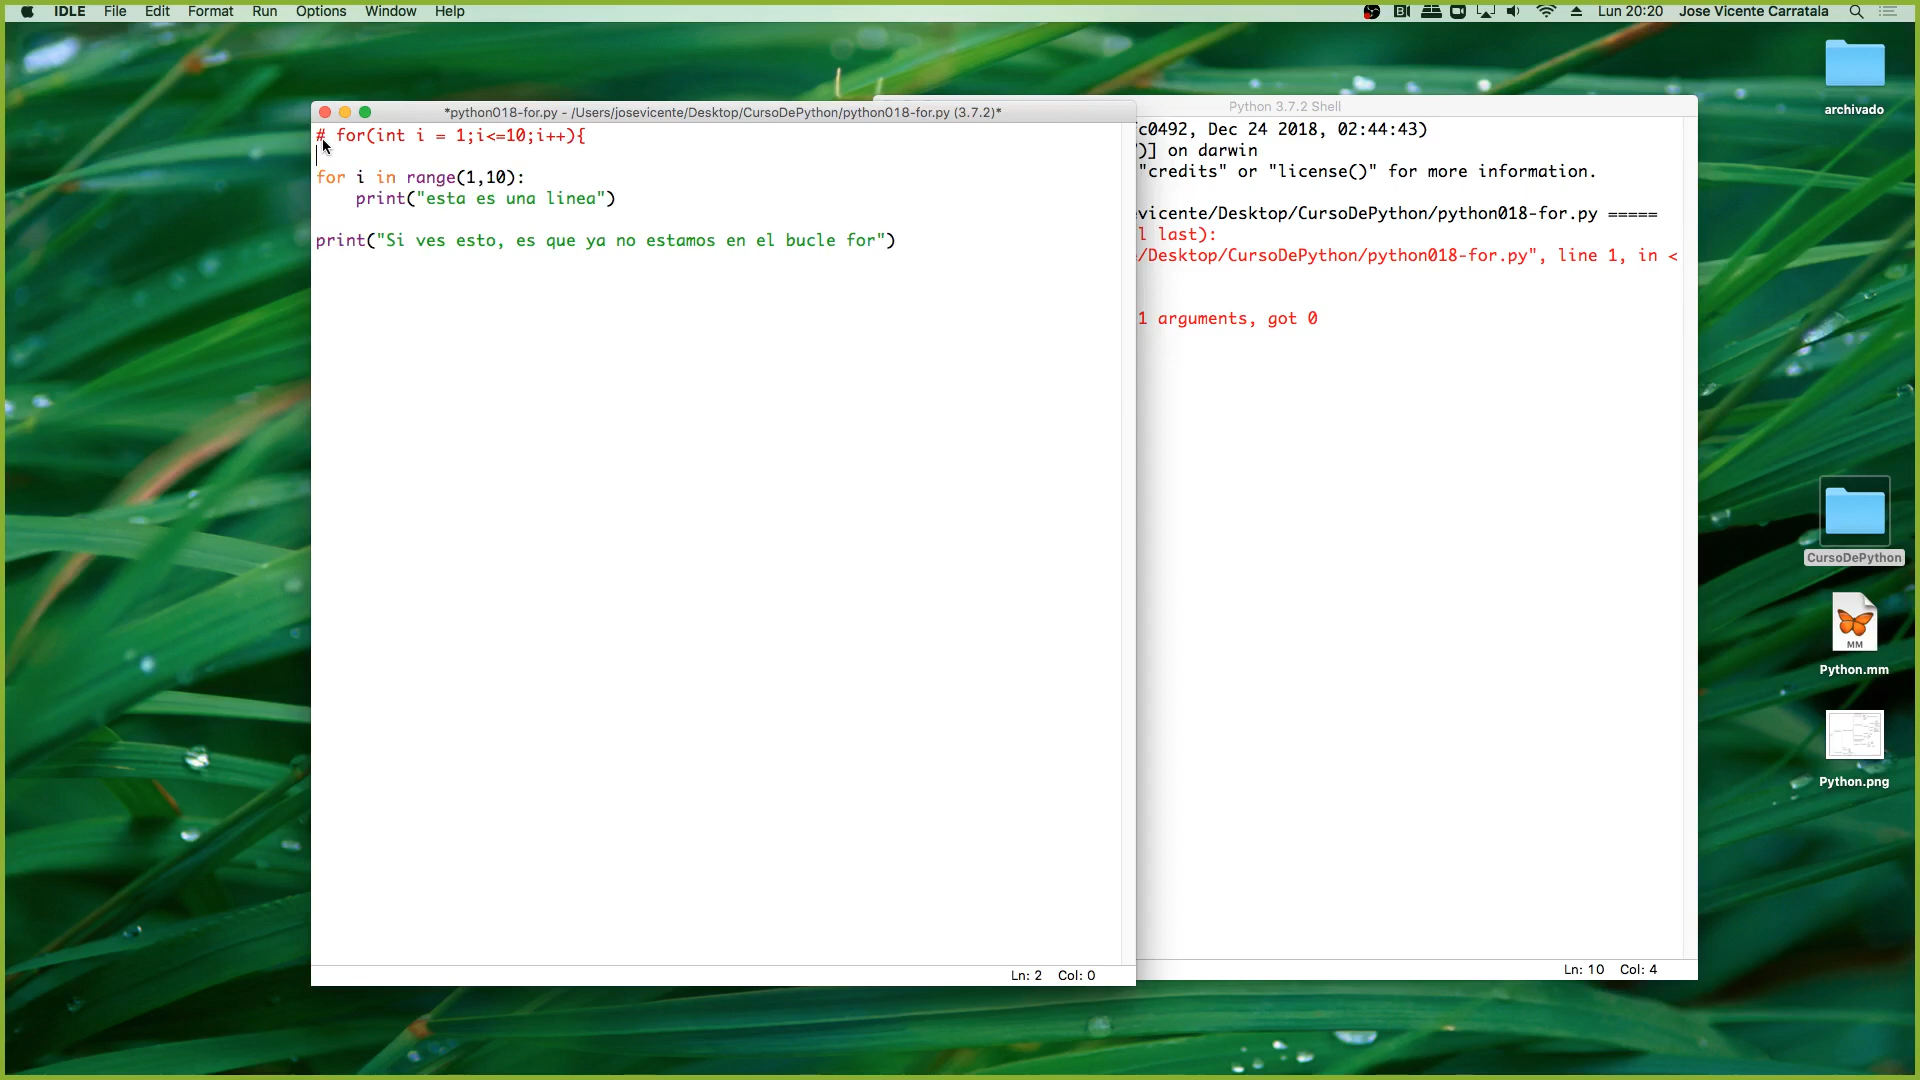 IDLE File Edit Format Run Options Window Help
Lun 20:20 Jose Vicente Carratala
archivado
Python 3.7.2 Shell
*python018-for.py - /Users/josevicente/Desktop/CursoDePython/python018-for.py (3.7.2)*
# for(int i = 1;i<=10;i++){
for i in range(1,10):
print("esta es una linea")
print("Si ves esto, es que ya no estamos en el bucle for")
Ln: 2 Col: 0
c0492, Dec 24 2018, 02:44:43)
)] on darwin
"credits" or "license()" for more information.
vicente/Desktop/CursoDePython/python018-for.py =====
l last):
/Desktop/CursoDePython/python018-for.py", line 1, in <
1 arguments, got 0
Ln: 10 Col: 4
CursoDePython
MM
Python.mm
Python.png